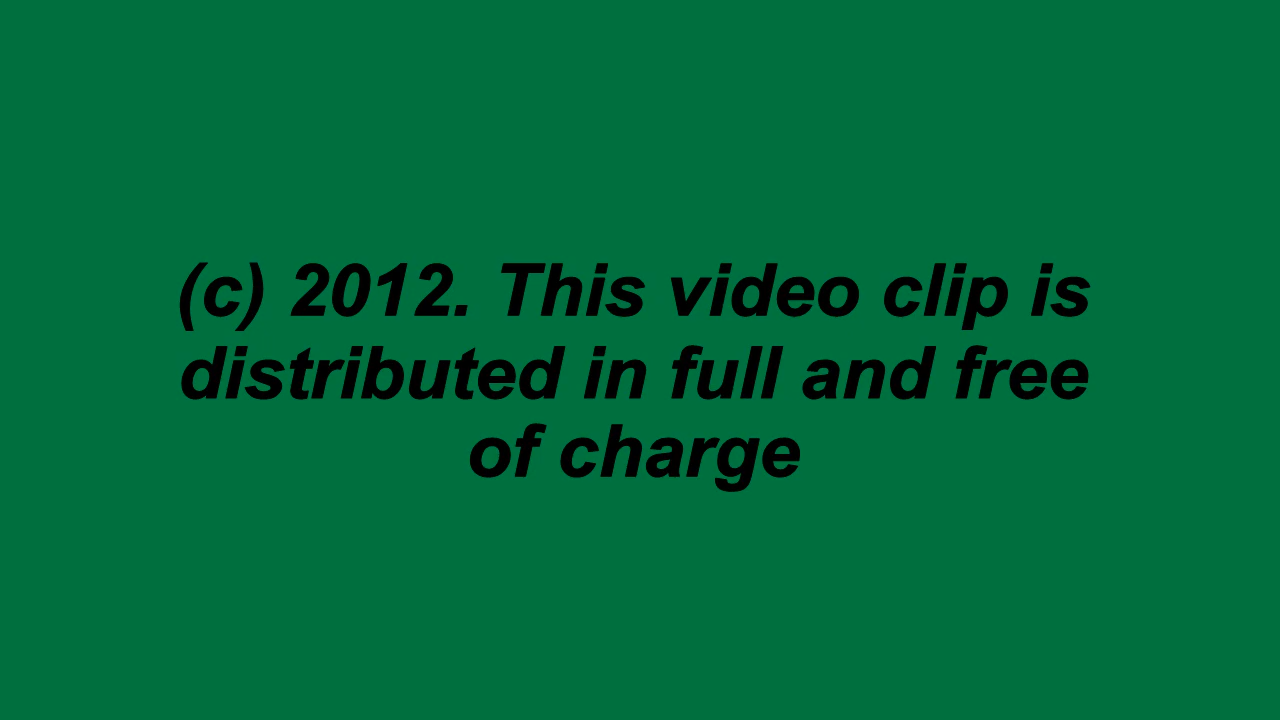 (c) 2012. This video clip is
distributed in full and free
of charge